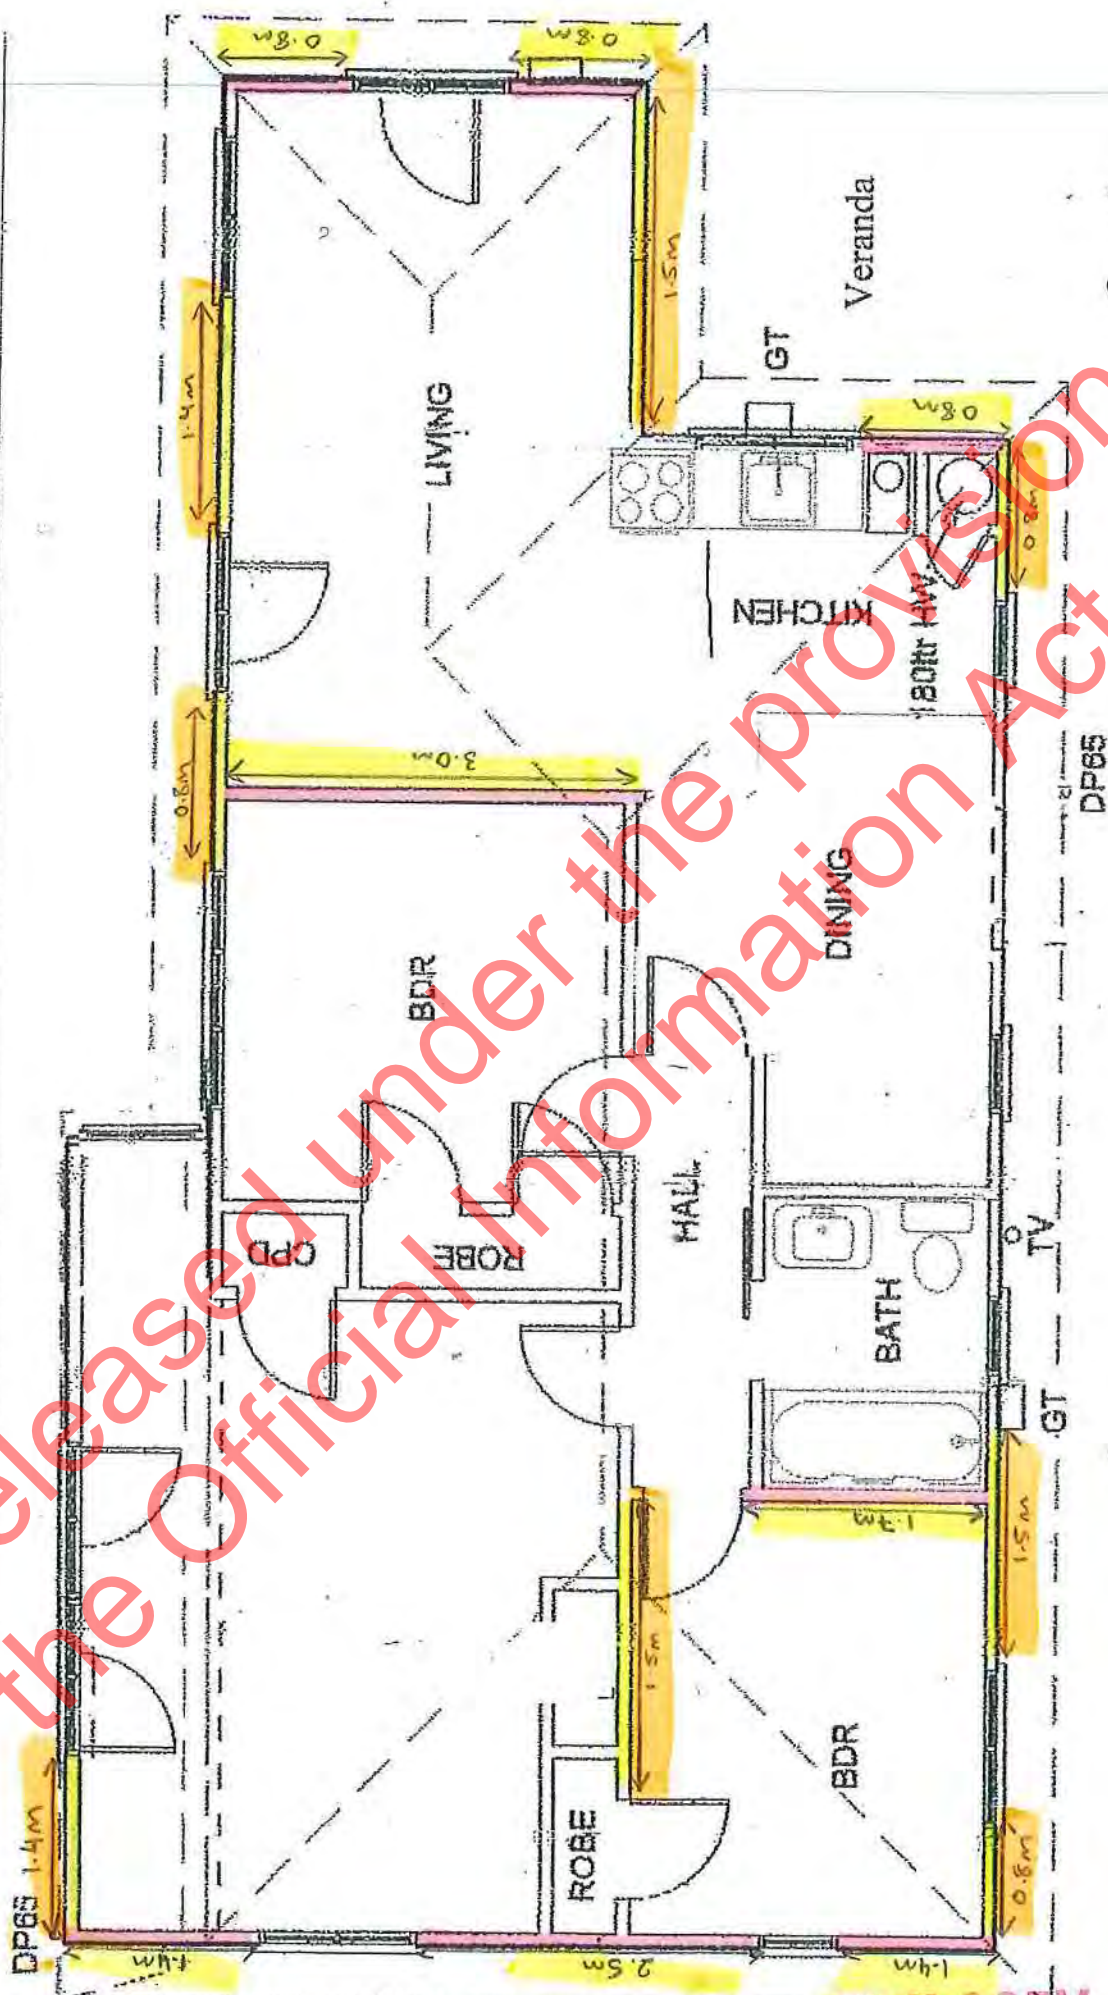 0.8m
0.8m
1.5m
1.4m
LIVING
Veranda
GT
0.8m
0.8m
KITCHEN
180ltr HW
0.8m
3.0m
BDR
DINING
DP65
HALL
CPD
ROBE
BATH
TV
GT
1.7m
1.5m
1.5m
ROBE
BDR
0.8m
DP65
1.4m
1.4m
2.5m
1.4m
eleased under the provision
the Official Information Act